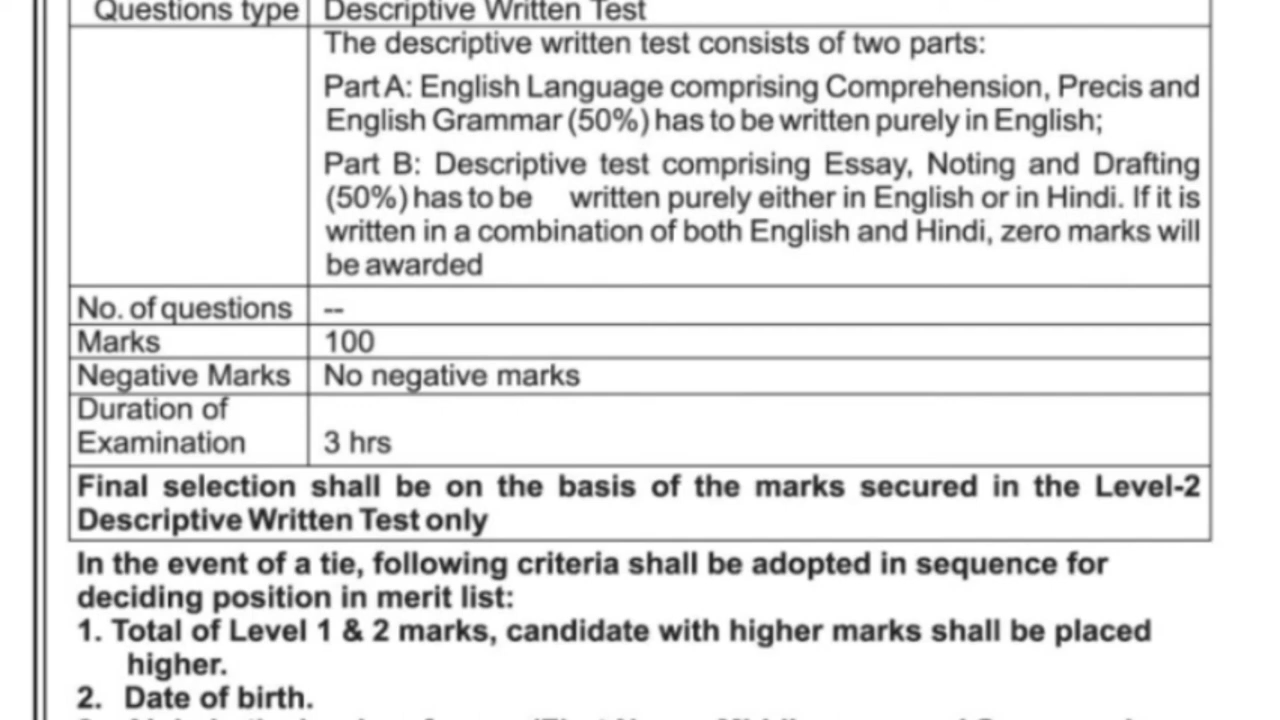 Questions type Descriptive Written Test
The descriptive written test consists of two parts:
Part A: English Language comprising Comprehension, Precis and
English Grammar (50%) has to be written purely in English;
Part B: Descriptive test comprising Essay, Noting and Drafting
(50%) has to be written purely either in English or in Hindi. If it is
written in a combination of both English and Hindi, zero marks will
be awarded
No. of questions --
Marks 100
Negative Marks No negative marks
Duration of
Examination 3 hrs
Final selection shall be on the basis of the marks secured in the Level-2
Descriptive Written Test only
In the event of a tie, following criteria shall be adopted in sequence for
deciding position in merit list:
1. Total of Level 1 & 2 marks, candidate with higher marks shall be placed
higher.
2. Date of birth.